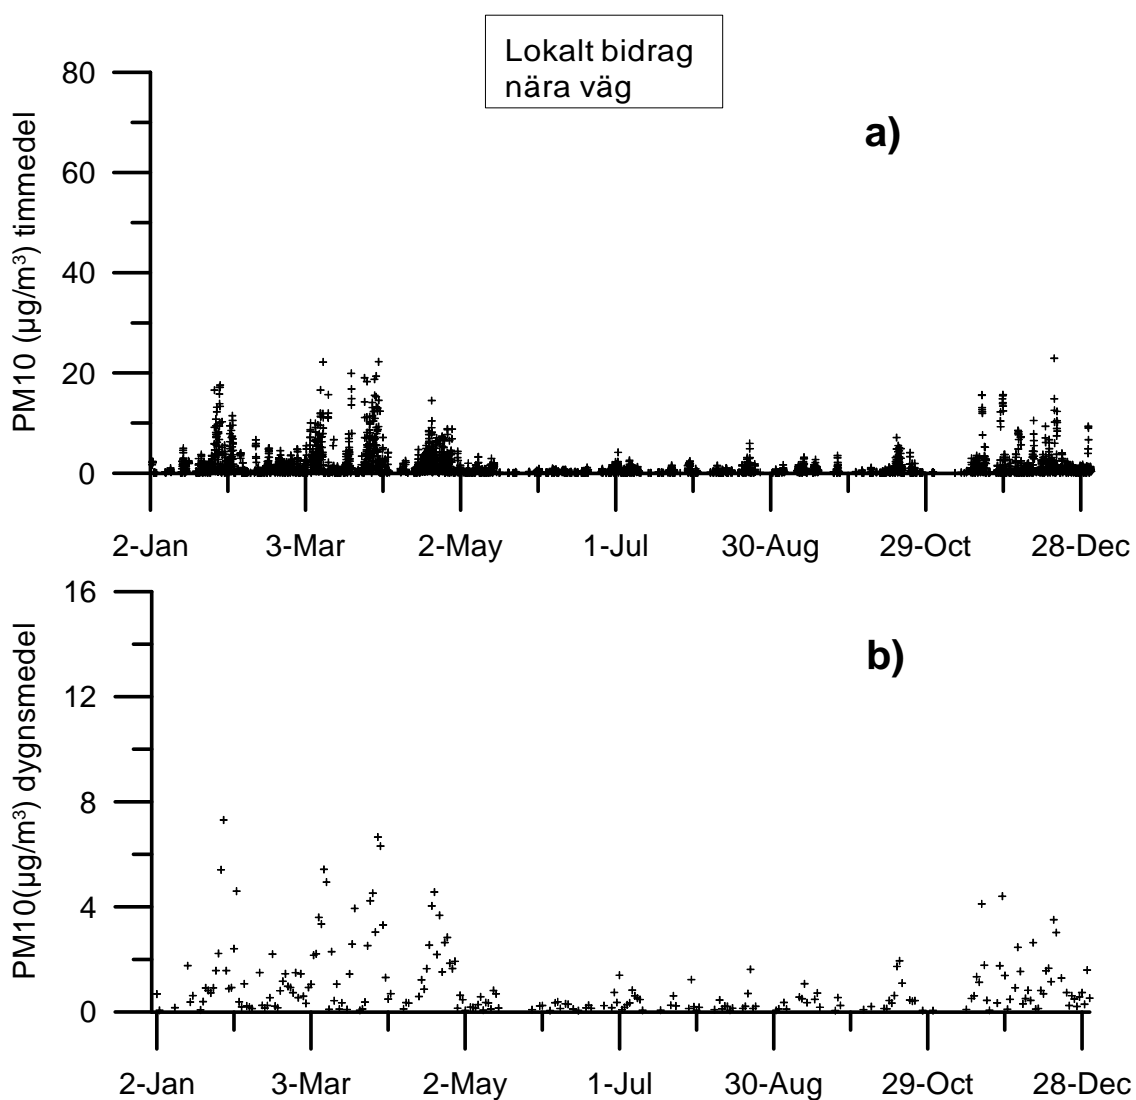 Lokalt bidrag
nära väg
a)
PM10 (µg/m³) timmedel
80
60
40
20
0
2-Jan 3-Mar 2-May 1-Jul 30-Aug 29-Oct 28-Dec
b)
PM10(µg/m³) dygnsmedel
16
12
8
4
0
2-Jan 3-Mar 2-May 1-Jul 30-Aug 29-Oct 28-Dec